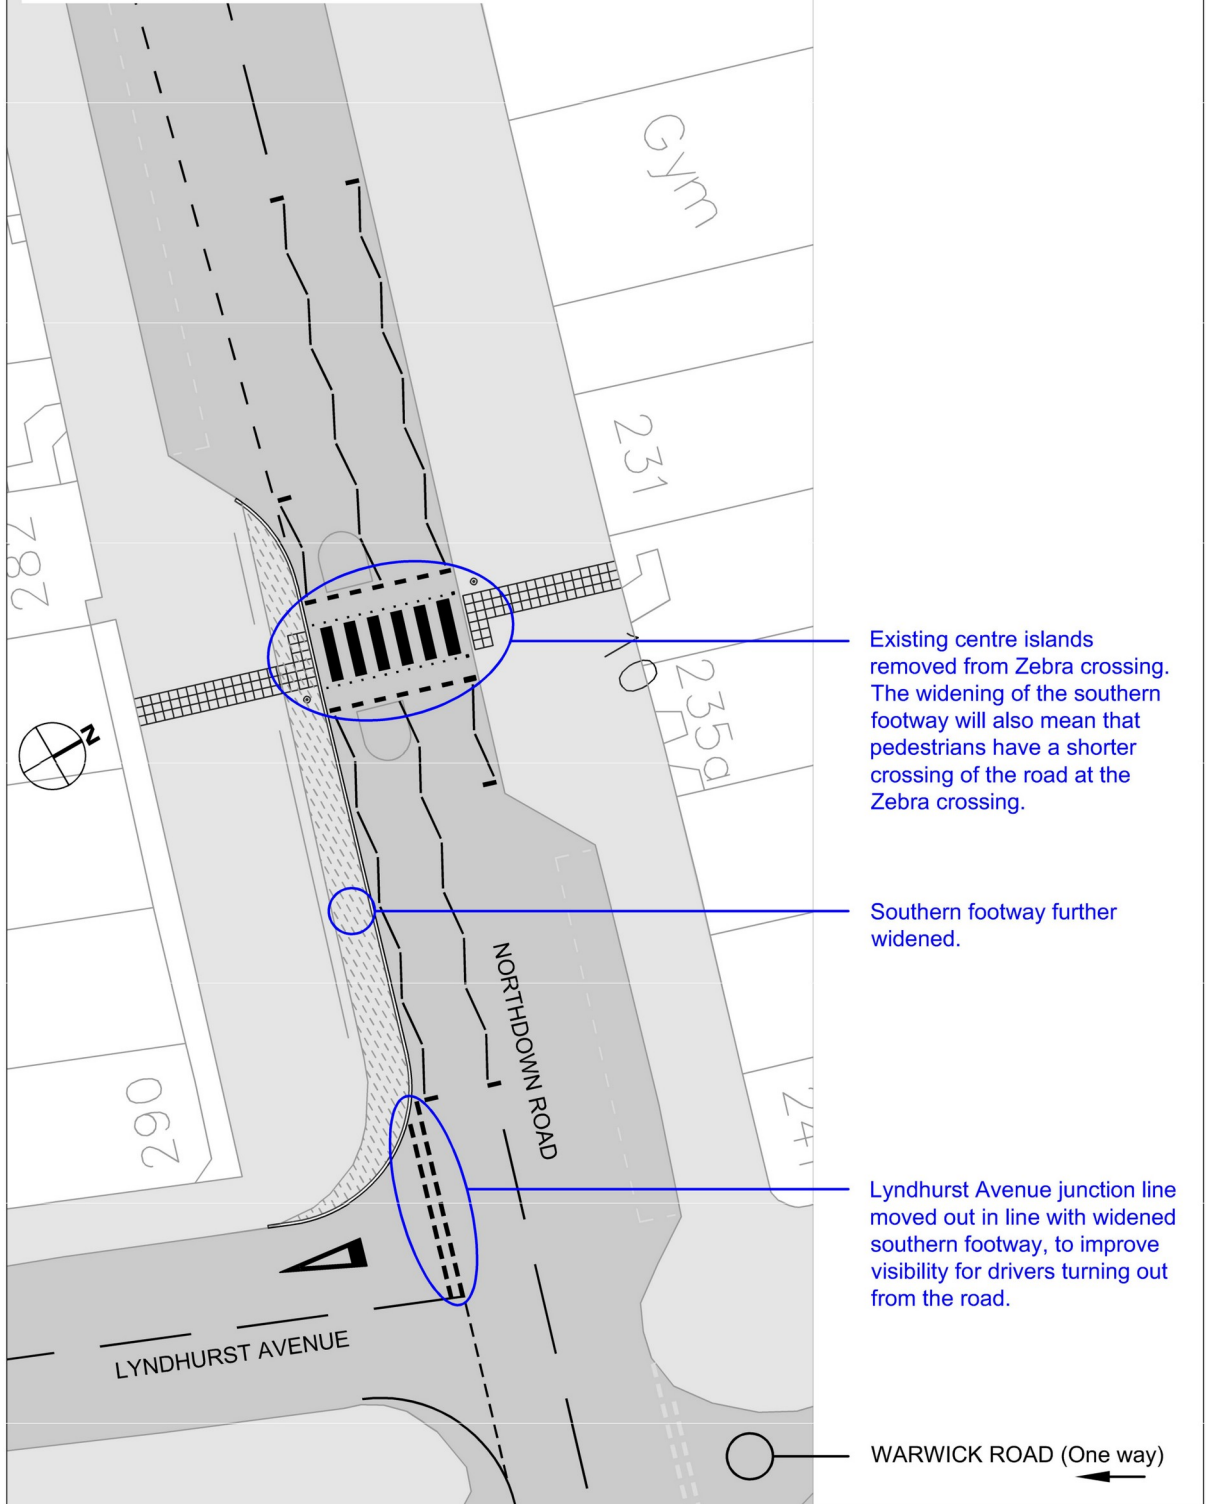 Gym
231
282
Existing centre islands
removed from Zebra crossing.
The widening of the southern
footway will also mean that
pedestrians have a shorter
crossing of the road at the
Zebra crossing.
235a
N
Southern footway further
widened.
NORTHDOWN ROAD
290
241
Lyndhurst Avenue junction line
moved out in line with widened
southern footway, to improve
visibility for drivers turning out
from the road.
LYNDHURST AVENUE
WARWICK ROAD (One way)